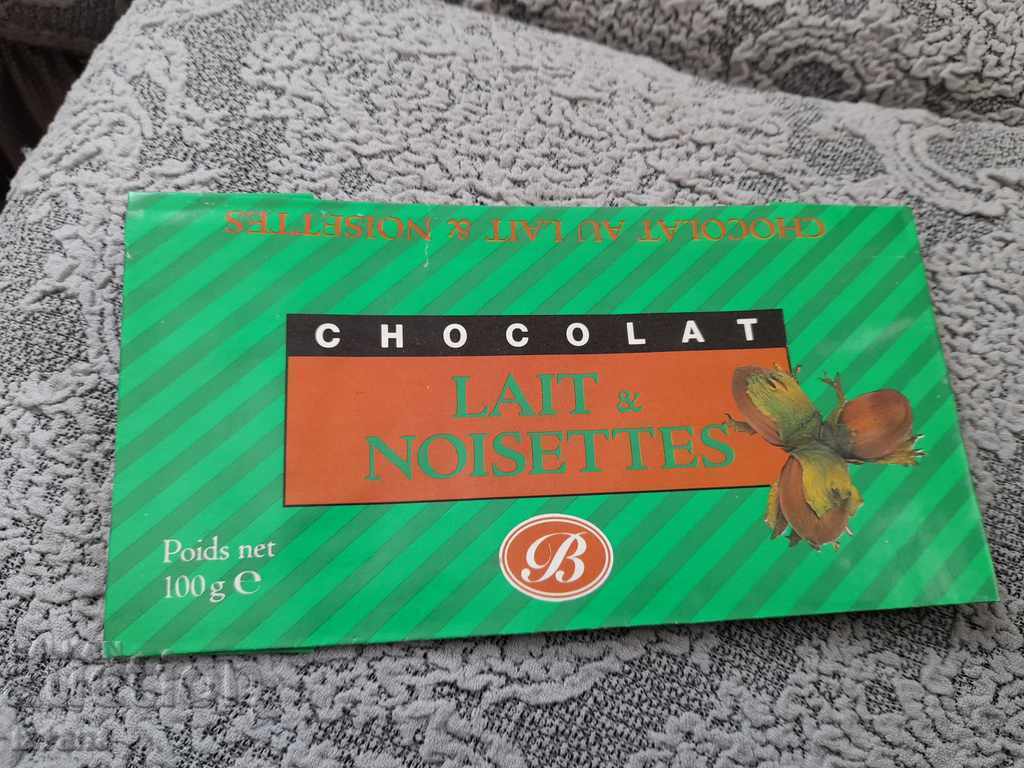 CHOCOLAT AU LAIT & NOISETTES
CHOCOLAT
LAIT &
NOISETTES
B
Poids net
100 g e